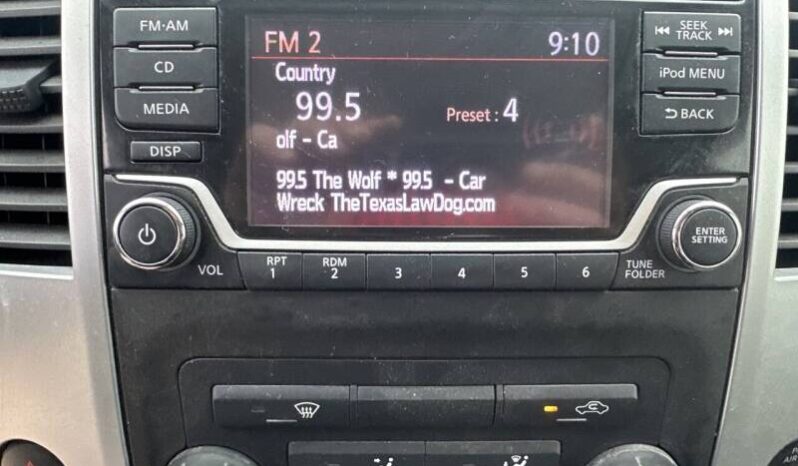 FM·AM
CD
MEDIA
DISP
FM 2 9:10
Country
99.5 Preset : 4
olf - Ca
99.5 The Wolf * 99.5 - Car
Wreck TheTexasLawDog.com
SEEK
TRACK
iPod MENU
BACK
VOL
RPT
1
RDM
2
3
4
5
6
TUNE
FOLDER
ENTER
SETTING